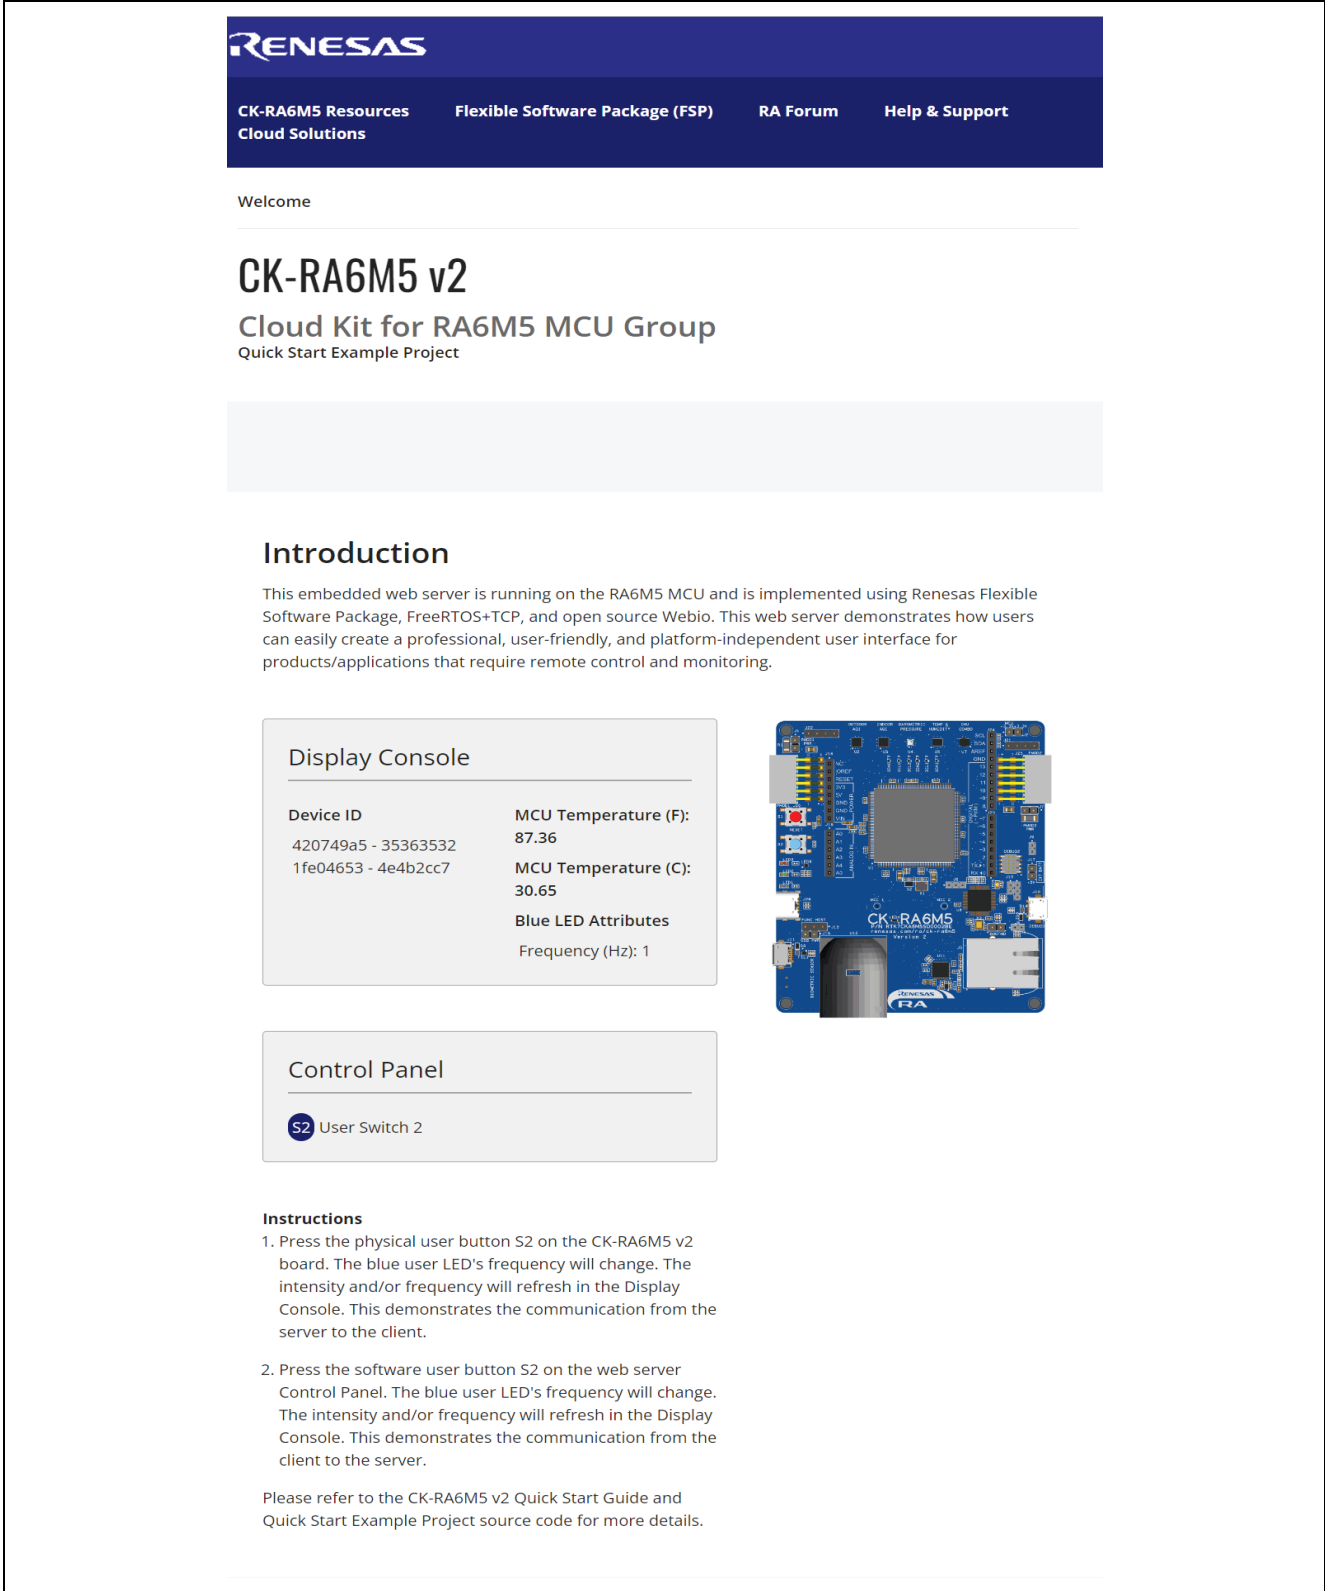 RENESAS
CK-RA6M5 Resources Flexible Software Package (FSP) RA Forum Help & Support
Cloud Solutions
Welcome
CK-RA6M5 v2
Cloud Kit for RA6M5 MCU Group
Quick Start Example Project
Introduction
This embedded web server is running on the RA6M5 MCU and is implemented using Renesas Flexible
Software Package, FreeRTOS+TCP, and open source Webio. This web server demonstrates how users
can easily create a professional, user-friendly, and platform-independent user interface for
products/applications that require remote control and monitoring.
Display Console
Device ID
420749a5 - 35363532
1fe04653 - 4e4b2cc7
MCU Temperature (F):
87.36
MCU Temperature (C):
30.65
Blue LED Attributes
Frequency (Hz): 1
CK-RA6M5
Version 2
RENESAS
RA
Control Panel
S2 User Switch 2
Instructions
1. Press the physical user button S2 on the CK-RA6M5 v2
board. The blue user LED's frequency will change. The
intensity and/or frequency will refresh in the Display
Console. This demonstrates the communication from the
server to the client.
2. Press the software user button S2 on the web server
Control Panel. The blue user LED's frequency will change.
The intensity and/or frequency will refresh in the Display
Console. This demonstrates the communication from the
client to the server.
Please refer to the CK-RA6M5 v2 Quick Start Guide and
Quick Start Example Project source code for more details.